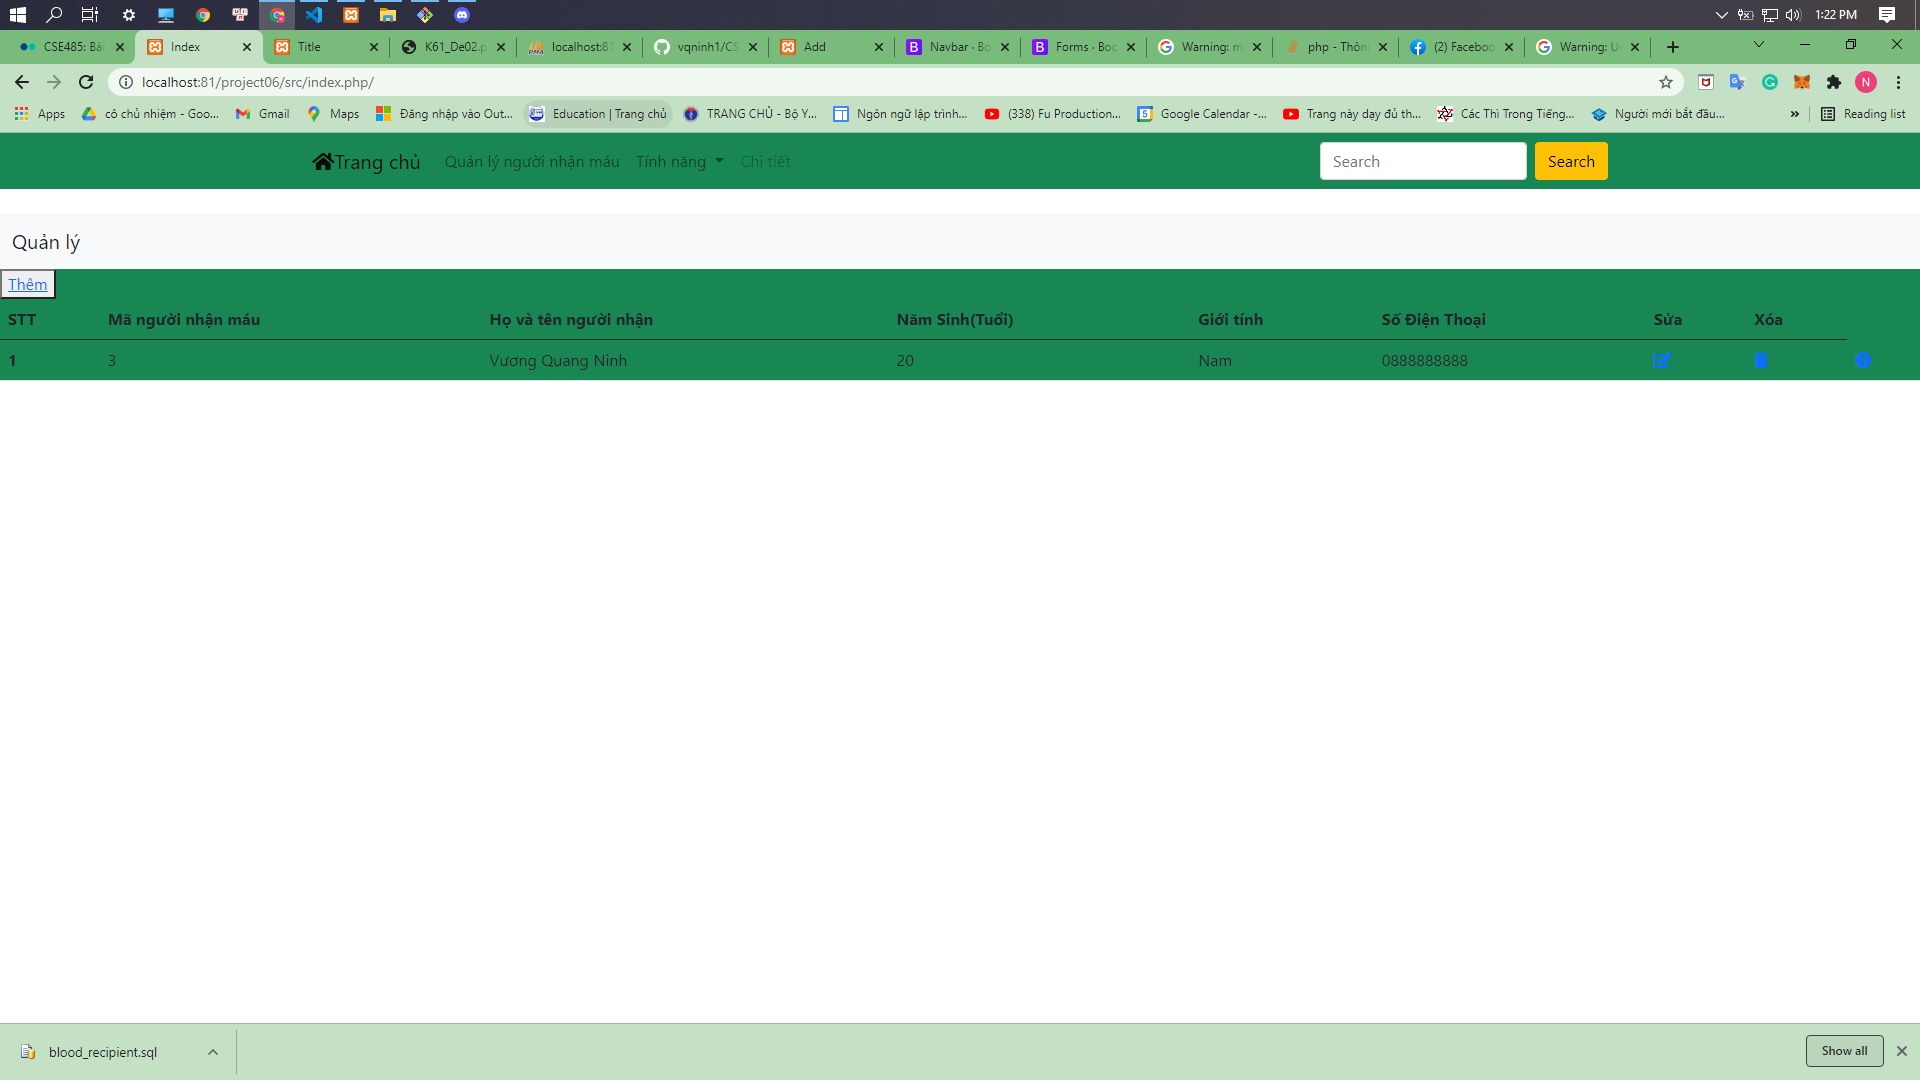 1:22 PM
CSE485: Bài
Index
Title
K61_De02.p
localhost:81
vqninh1/CS
Add
Navbar · Bo
Forms · Boo
Warning: m
php - Thôn
(2) Faceboo
Warning: U
localhost:81/project06/src/index.php/
N
Apps
cô chủ nhiệm - Goo...
Gmail
Maps
Đăng nhập vào Out...
Education | Trang chủ
TRANG CHỦ - Bộ Y...
Ngôn ngữ lập trình...
(338) Fu Production...
Google Calendar -...
Trang này dạy đủ th...
Các Thì Trong Tiếng...
Người mới bắt đầu...
»
Reading list
Trang chủ
Quản lý người nhận máu
Tính năng
Chi tiết
Search
Search
Quản lý
Thêm
STT Mã người nhận máu Họ và tên người nhận Năm Sinh(Tuổi) Giới tính Số Điện Thoại Sửa Xóa
1 3 Vương Quang Ninh 20 Nam 0888888888
blood_recipient.sql
Show all